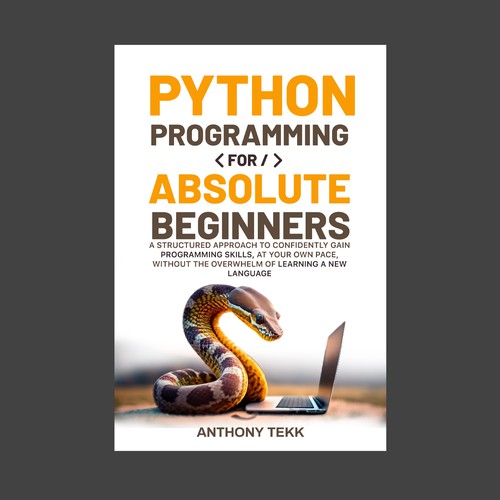 PYTHON
PROGRAMMING
<FOR/>
ABSOLUTE
BEGINNERS
A STRUCTURED APPROACH TO CONFIDENTLY GAIN
PROGRAMMING SKILLS, AT YOUR OWN PACE,
WITHOUT THE OVERWHELM OF LEARNING A NEW
LANGUAGE
ANTHONY TEKK